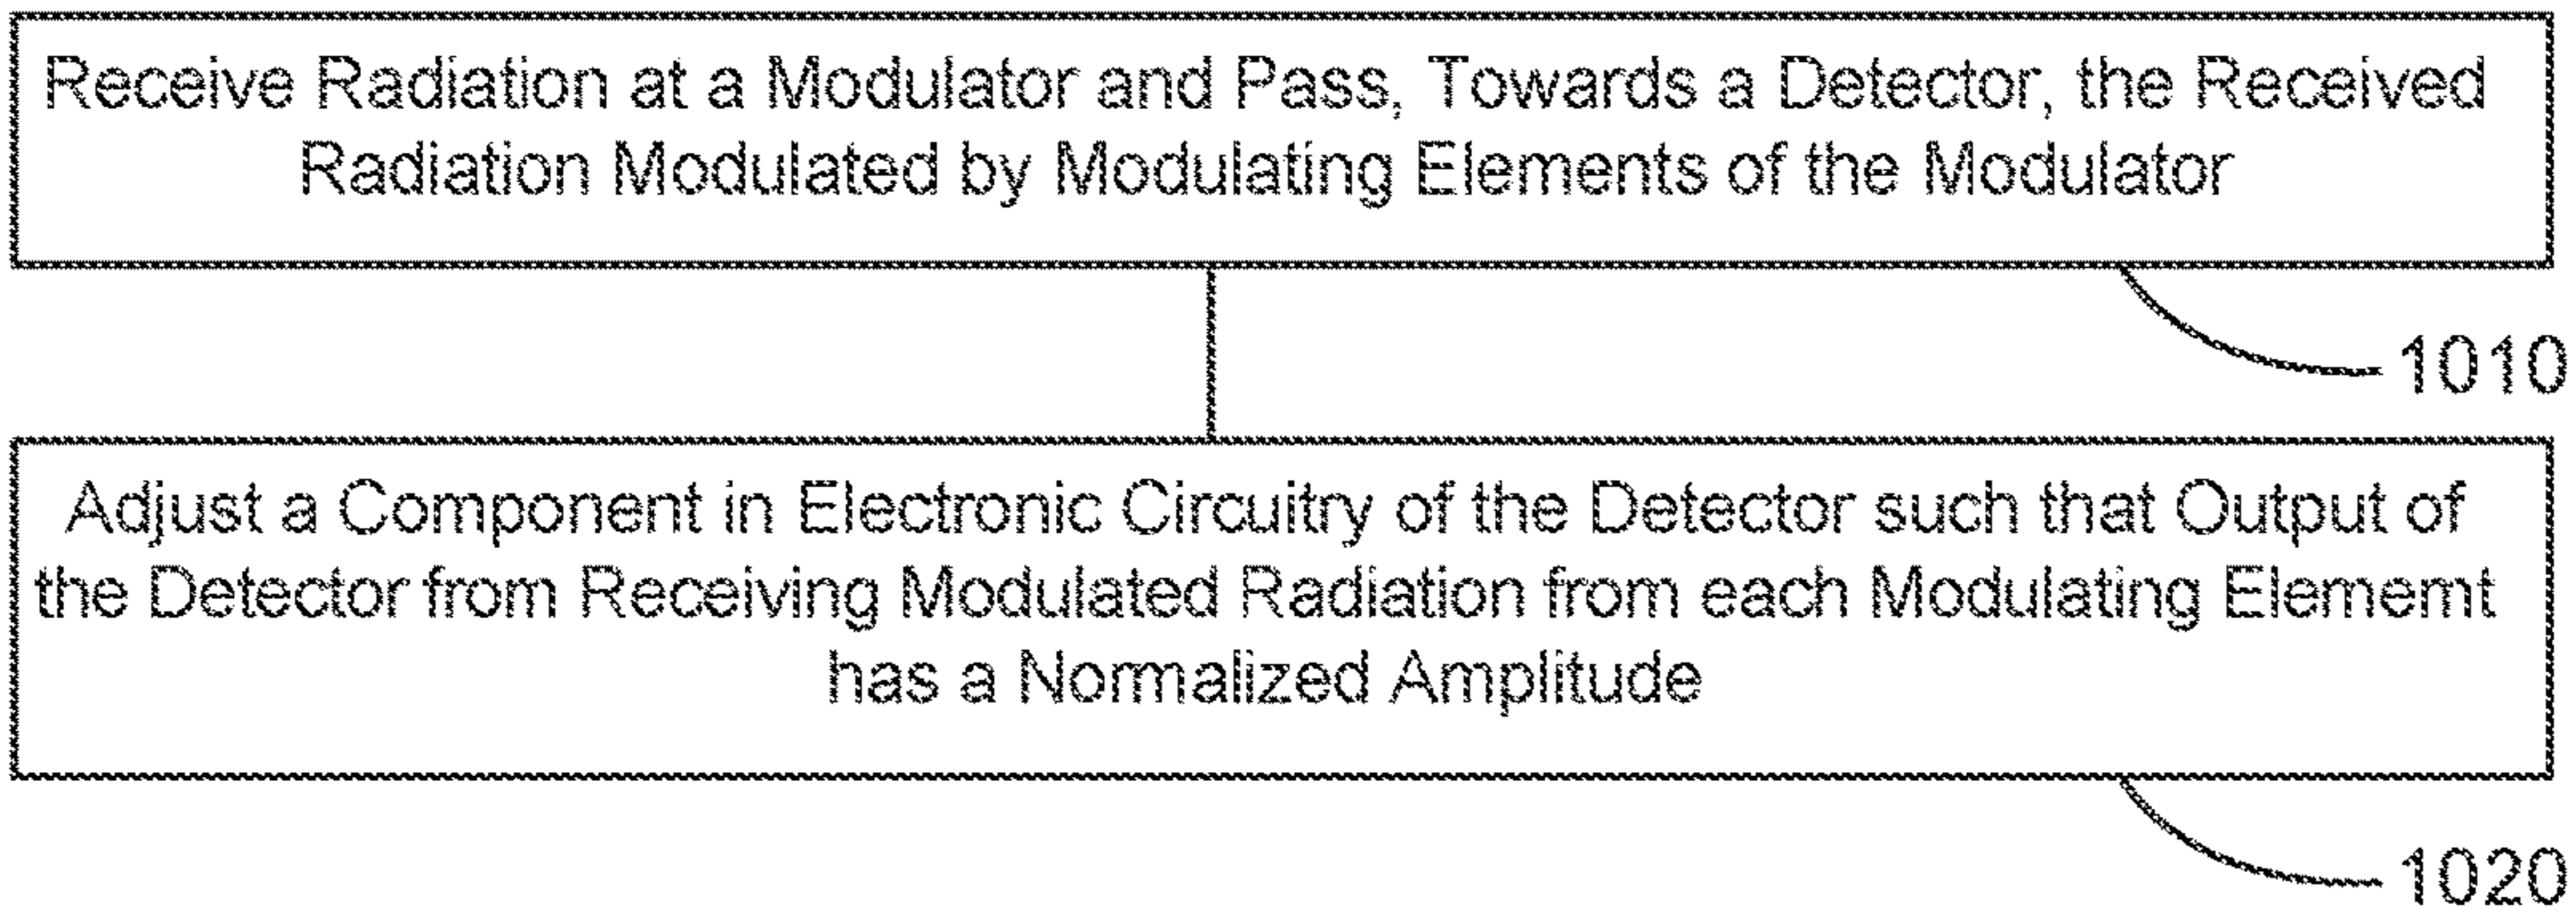 Receive Radiation at a Modulator and Pass, Towards a Detector, the Received
Radiation Modulated by Modulating Elements of the Modulator
1010
Adjust a Component in Electronic Circuitry of the Detector such that Output of
the Detector from Receiving Modulated Radiation from each Modulating Elememt
has a Normalized Amplitude
1020